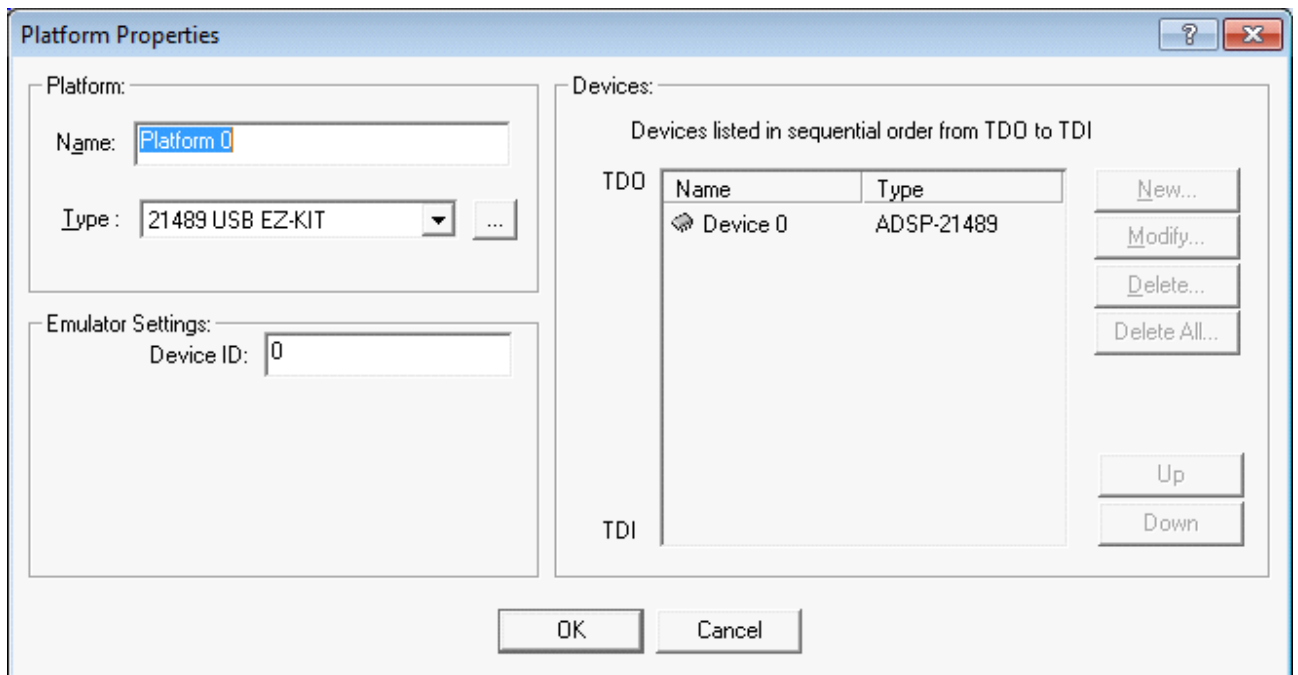 Platform Properties
?
Platform:
Name: Platform 0
Type : 21489 USB EZ-KIT ...
Emulator Settings:
Device ID: 0
Devices:
Devices listed in sequential order from TDO to TDI
TDO
Name Type
Device 0 ADSP-21489
TDI
New...
Modify...
Delete...
Delete All...
Up
Down
OK Cancel